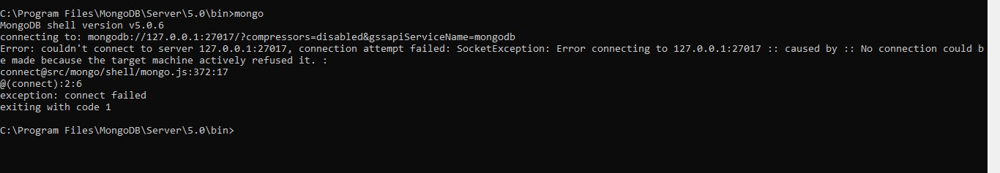 C:\Program Files\MongoDB\Server\5.0\bin>mongo
MongoDB shell version v5.0.6
connecting to: mongodb://127.0.0.1:27017/?compressors=disabled&gssapiServiceName=mongodb
Error: couldn't connect to server 127.0.0.1:27017, connection attempt failed: SocketException: Error connecting to 127.0.0.1:27017 :: caused by :: No connection could b
e made because the target machine actively refused it. :
connect@src/mongo/shell/mongo.js:372:17
@(connect):2:6
exception: connect failed
exiting with code 1
C:\Program Files\MongoDB\Server\5.0\bin>